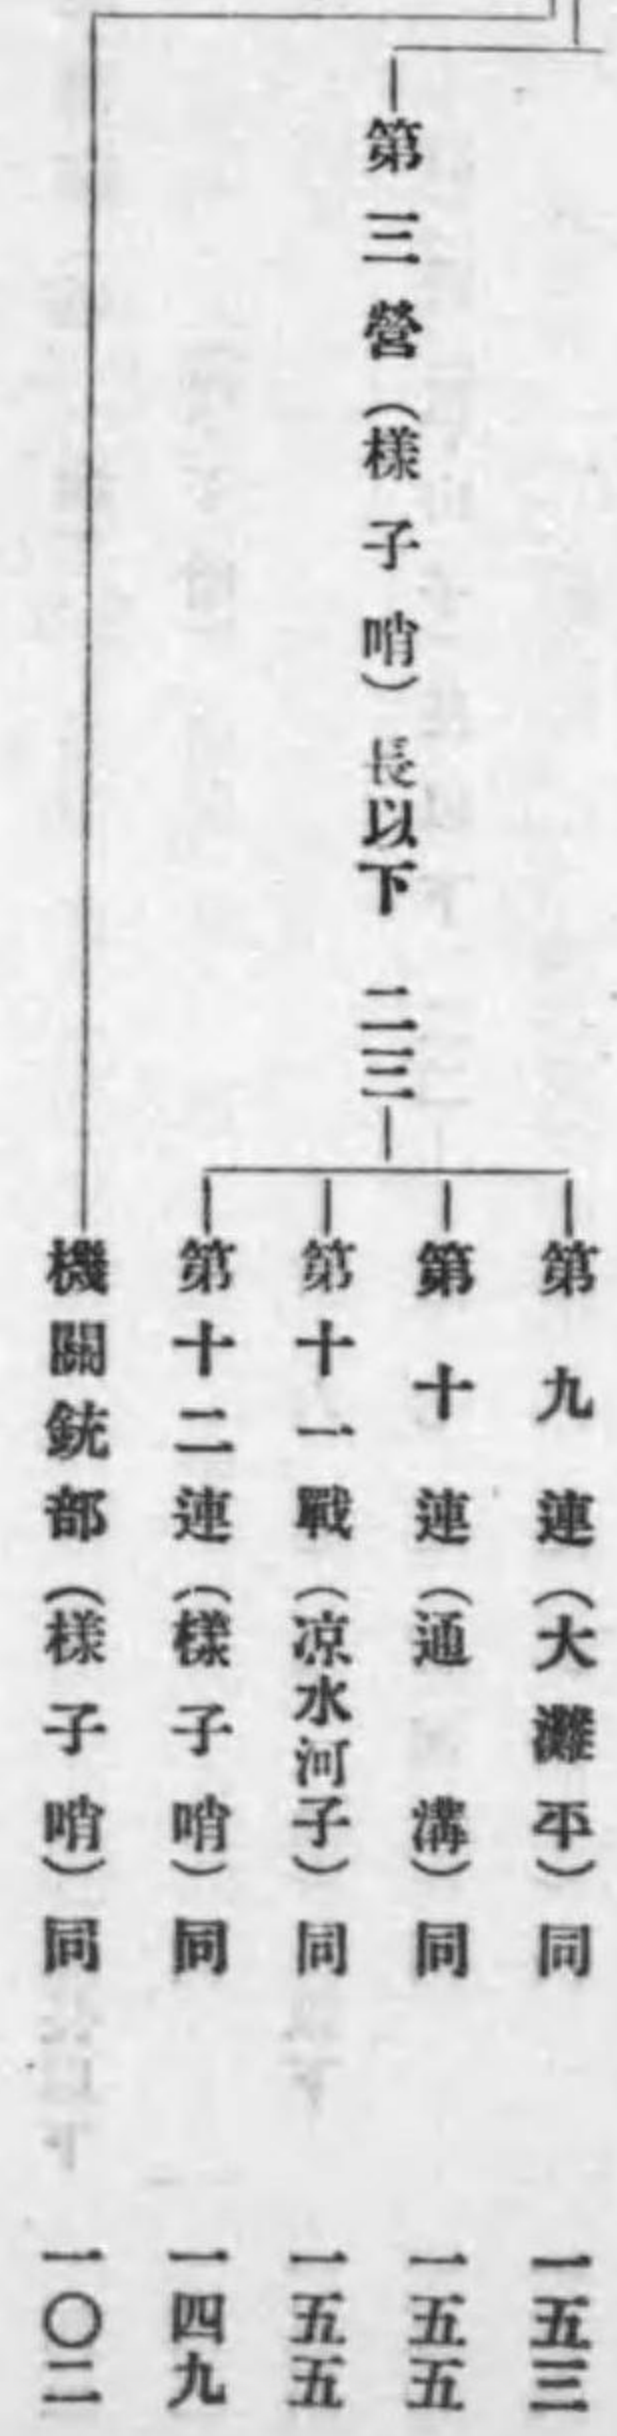 第三營（樣子哨）長以下　二三
第九連（大灘平）同　一五三
第十連（通溝）同　一五五
第十一戰（凉水河子）同　一五五
第十二連（樣子哨）同　一四九
機關銃部（樣子哨）同　一〇二